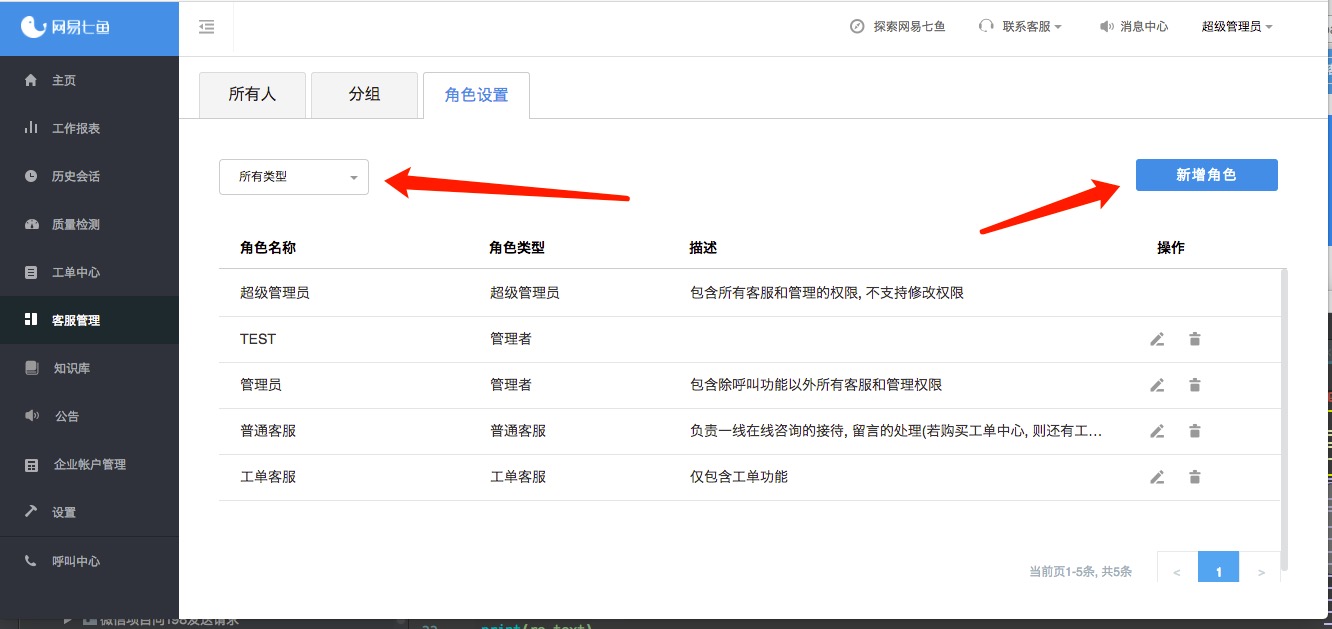 网易七鱼
探索网易七鱼 联系客服 消息中心 超级管理员
主页
工作报表
历史会话
质量检测
工单中心
客服管理
知识库
公告
企业帐户管理
设置
呼叫中心
所有人 分组 角色设置
所有类型 新增角色
角色名称 角色类型 描述 操作
超级管理员 超级管理员 包含所有客服和管理的权限, 不支持修改权限
TEST 管理者
管理员 管理者 包含除呼叫功能以外所有客服和管理权限
普通客服 普通客服 负责一线在线咨询的接待, 留言的处理(若购买工单中心, 则还有工...
工单客服 工单客服 仅包含工单功能
当前页1-5条, 共5条 < 1 >